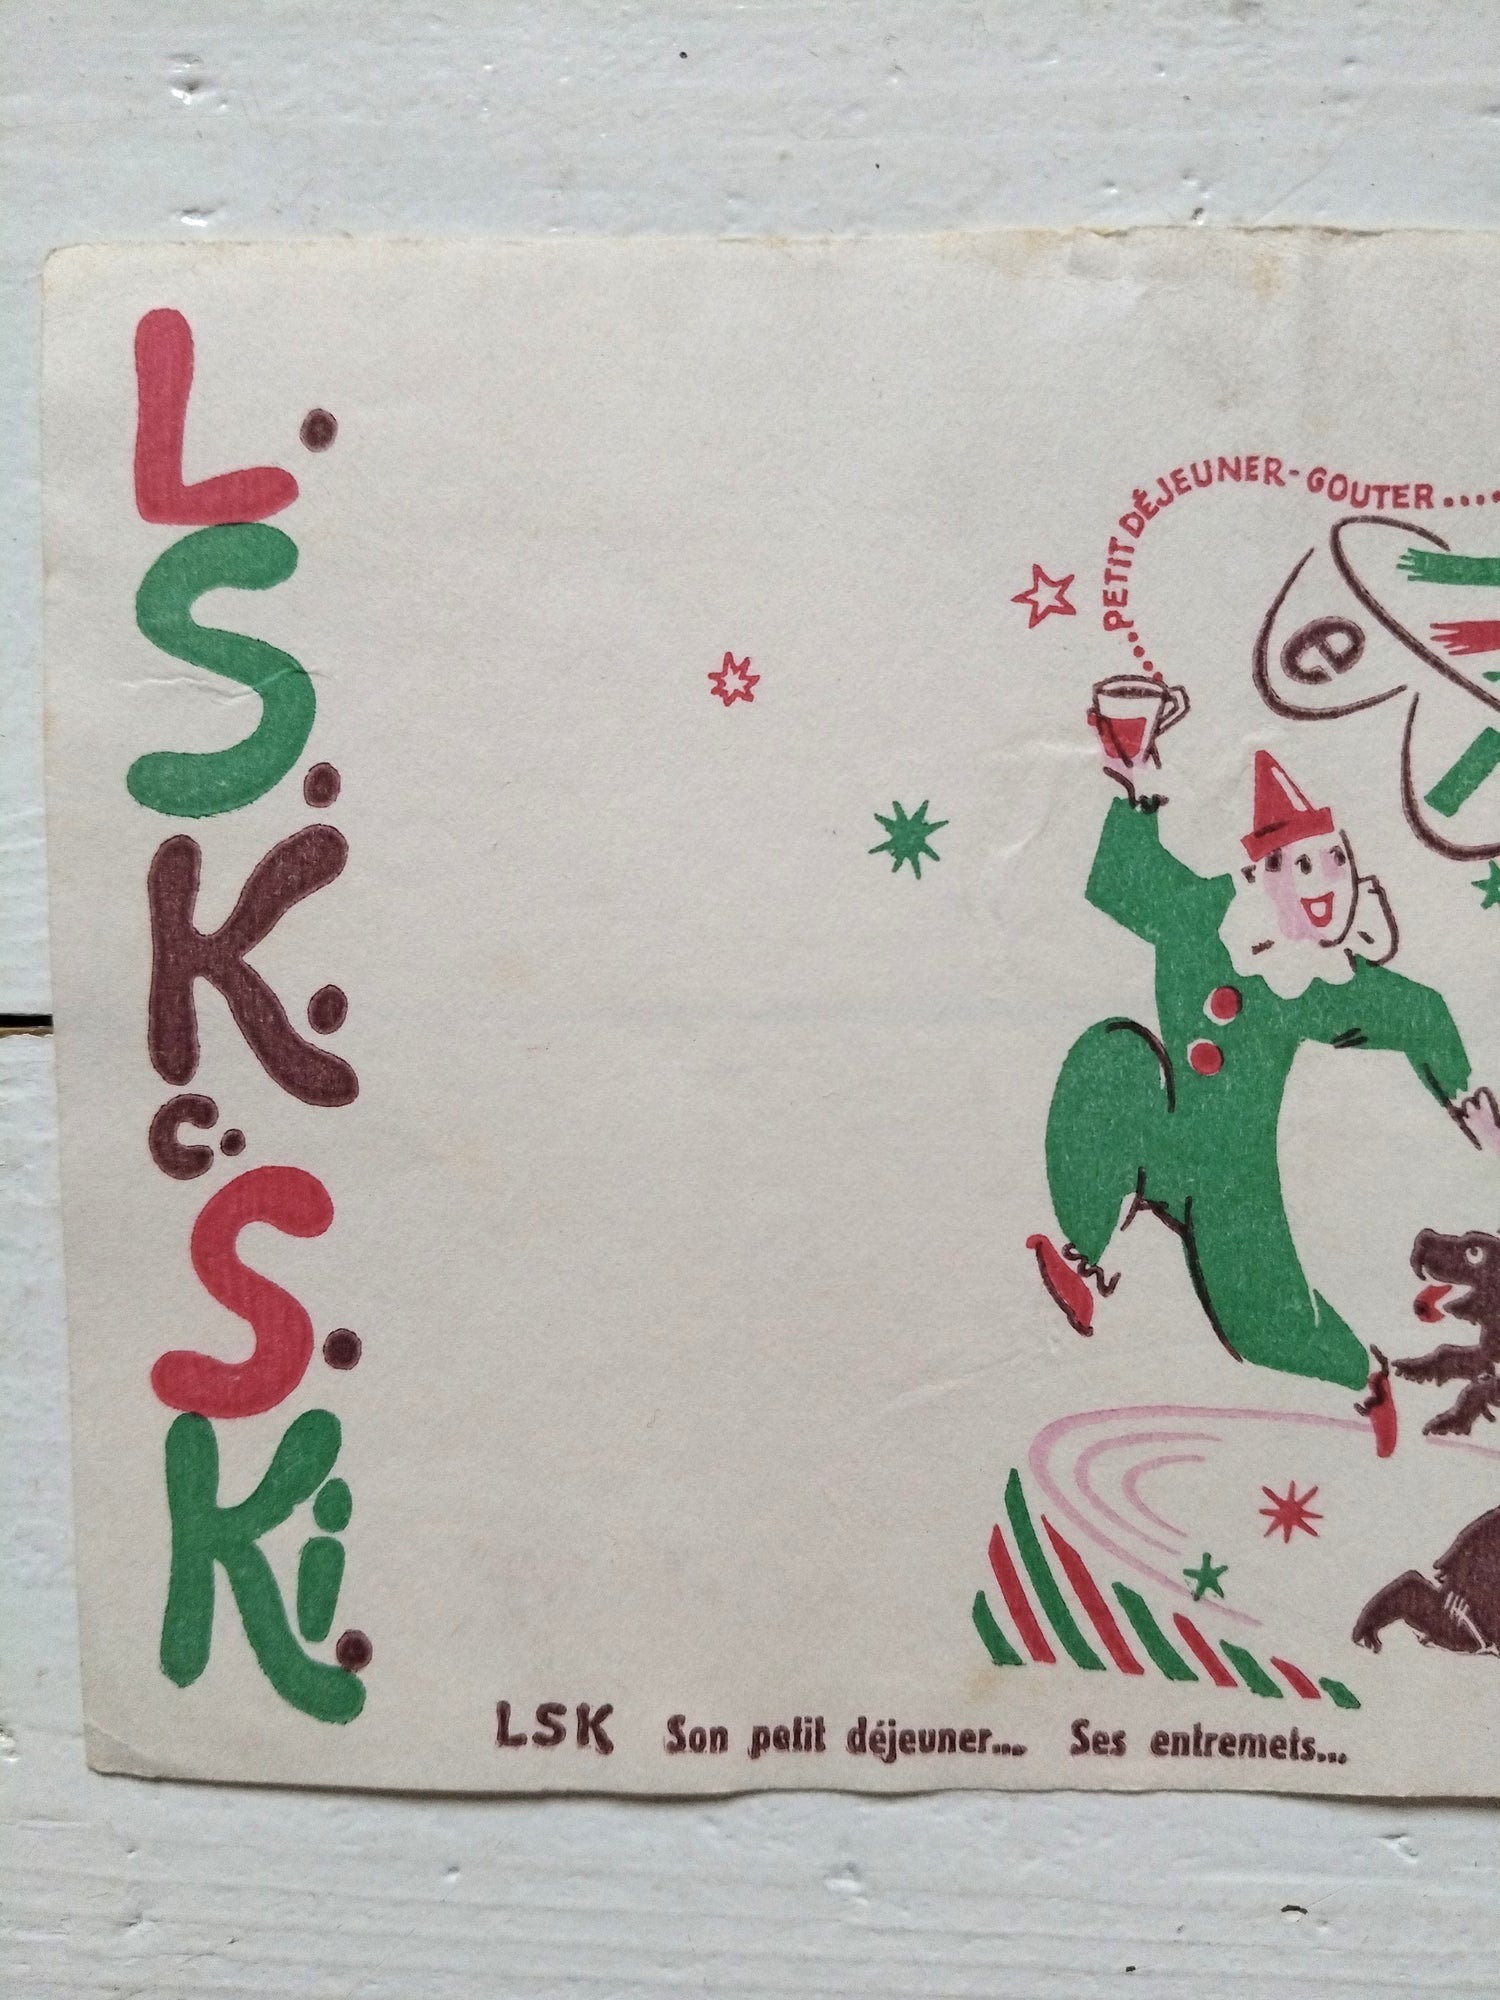 L.
S.
K.
C.
S.
Ki.
....PETIT DÉJEUNER-GOUTER....
e
LSK Son petit déjeuner... Ses entremets...